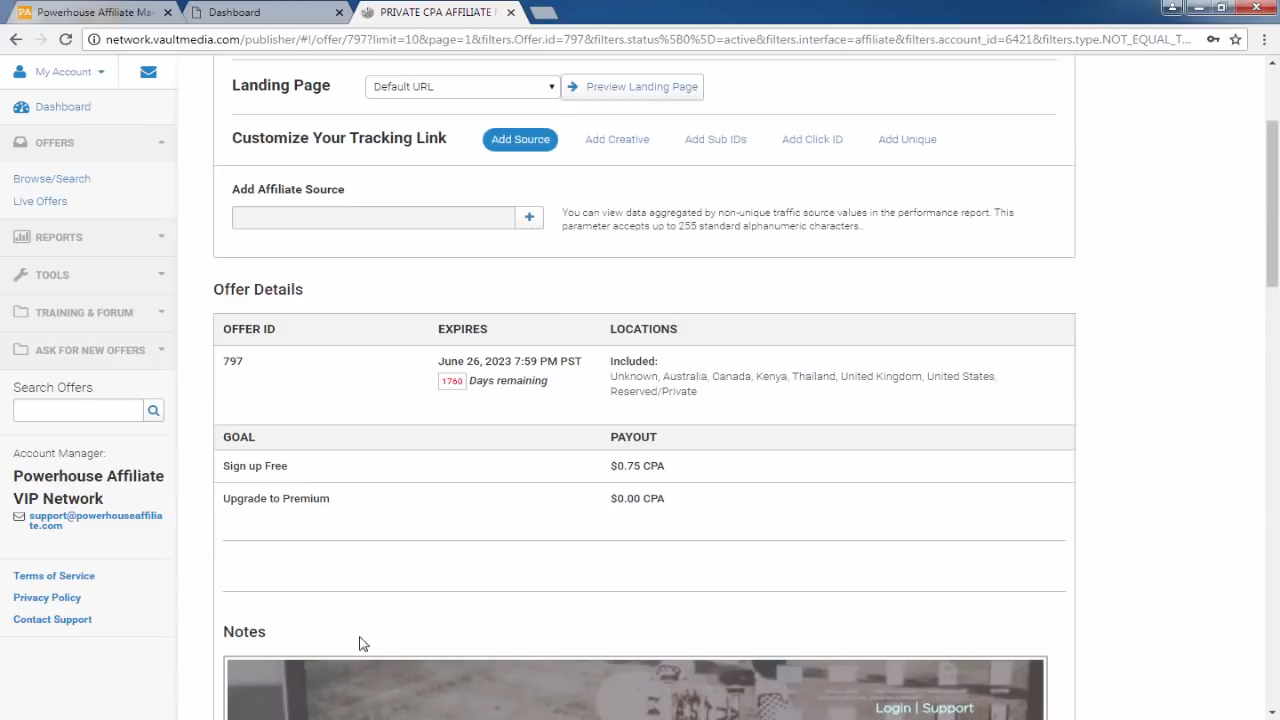 Powerhouse Affiliate Ma
Dashboard
PRIVATE CPA AFFILIATE
network.vaultmedia.com/publisher/#!/offer/797?limit=10&page=1&filters.Offer.id=797&filters.status%5B0%5D=active&filters.interface=affiliate&filters.account_id=6421&filters.type.NOT_EQUAL_T...
My Account
Dashboard
OFFERS
Browse/Search
Live Offers
REPORTS
TOOLS
TRAINING & FORUM
ASK FOR NEW OFFERS
Search Offers
Account Manager:
Powerhouse Affiliate
VIP Network
support@powerhouseaffilia
te.com
Terms of Service
Privacy Policy
Contact Support
Landing Page
Default URL
Preview Landing Page
Customize Your Tracking Link
Add Source
Add Creative
Add Sub IDs
Add Click ID
Add Unique
Add Affiliate Source
+
You can view data aggregated by non-unique traffic source values in the performance report. This
parameter accepts up to 255 standard alphanumeric characters..
Offer Details
OFFER ID
EXPIRES
LOCATIONS
797
June 26, 2023 7:59 PM PST
1760 Days remaining
Included:
Unknown, Australia, Canada, Kenya, Thailand, United Kingdom, United States,
Reserved/Private
GOAL
PAYOUT
Sign up Free
$0.75 CPA
Upgrade to Premium
$0.00 CPA
Notes
Login | Support